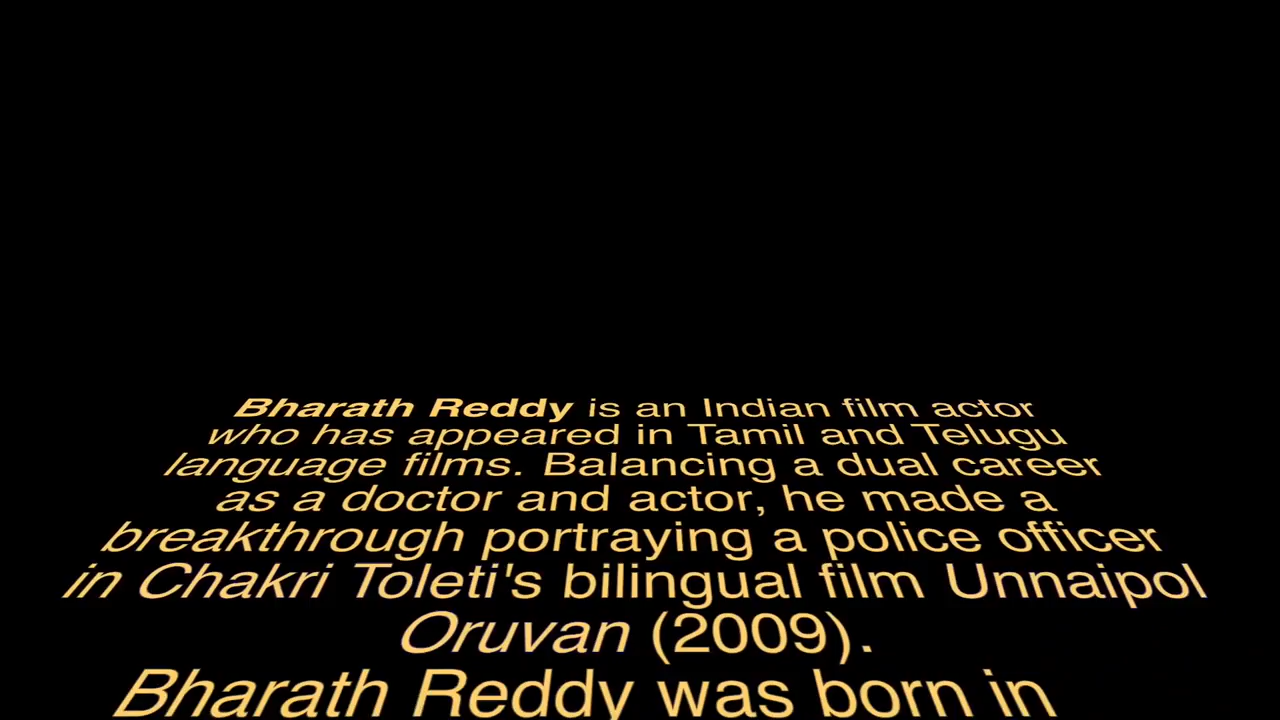 Bharath Reddy is an Indian film actor
who has appeared in Tamil and Telugu
language films. Balancing a dual career
as a doctor and actor, he made a
breakthrough portraying a police officer
in Chakri Toleti's bilingual film Unnaipol
Oruvan (2009).
Bharath Reddy was born in